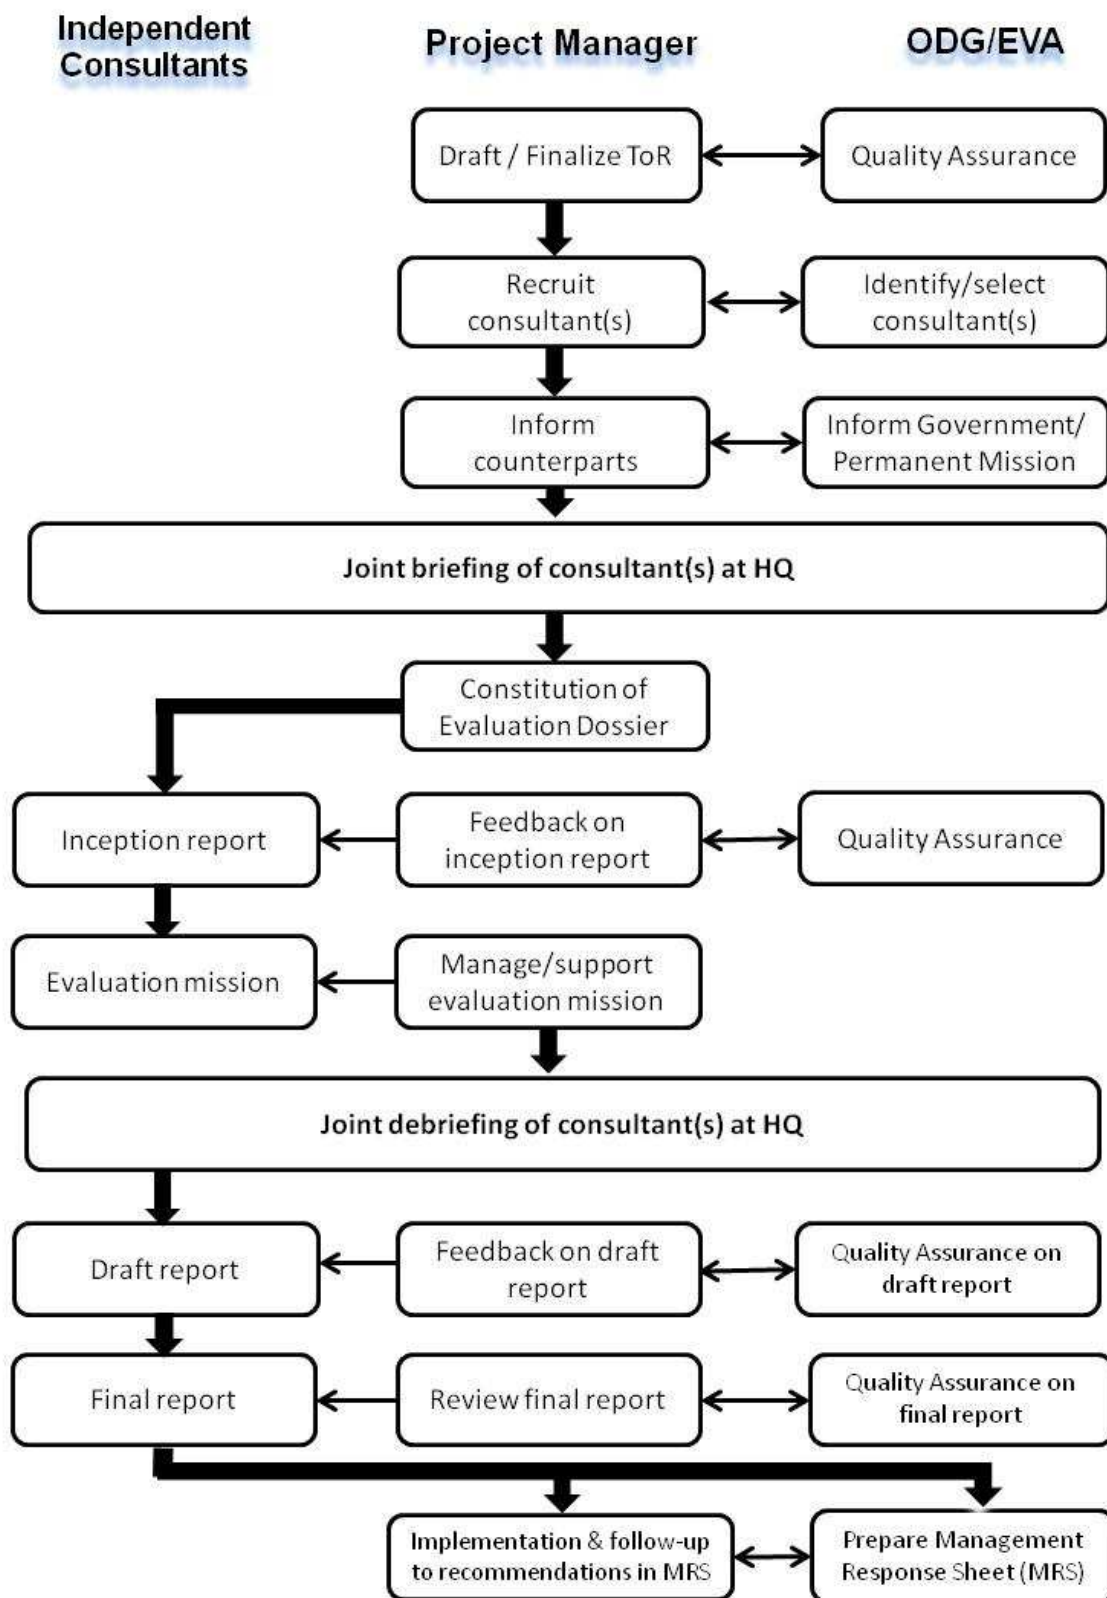 Independent
Consultants
Project Manager
ODG/EVA
Draft / Finalize ToR
Quality Assurance
Recruit
consultant(s)
Identify/select
consultant(s)
Inform
counterparts
Inform Government/
Permanent Mission
Joint briefing of consultant(s) at HQ
Constitution of
Evaluation Dossier
Inception report
Feedback on
inception report
Quality Assurance
Evaluation mission
Manage/support
evaluation mission
Joint debriefing of consultant(s) at HQ
Draft report
Feedback on draft
report
Quality Assurance on
draft report
Final report
Review final report
Quality Assurance on
final report
Implementation & follow-up
to recommendations in MRS
Prepare Management
Response Sheet (MRS)